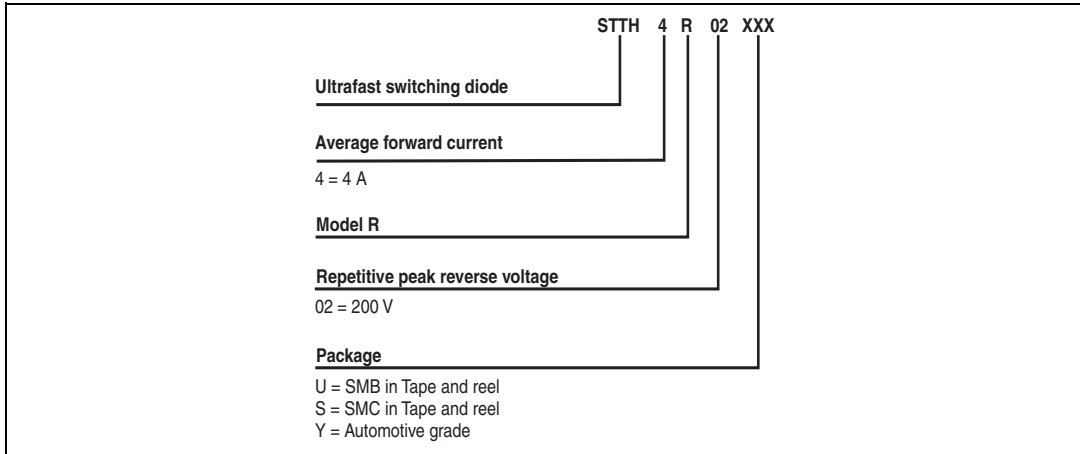 STTH 4 R 02 XXX
Ultrafast switching diode
Average forward current
4 = 4 A
Model R
Repetitive peak reverse voltage
02 = 200 V
Package
U = SMB in Tape and reel
S = SMC in Tape and reel
Y = Automotive grade